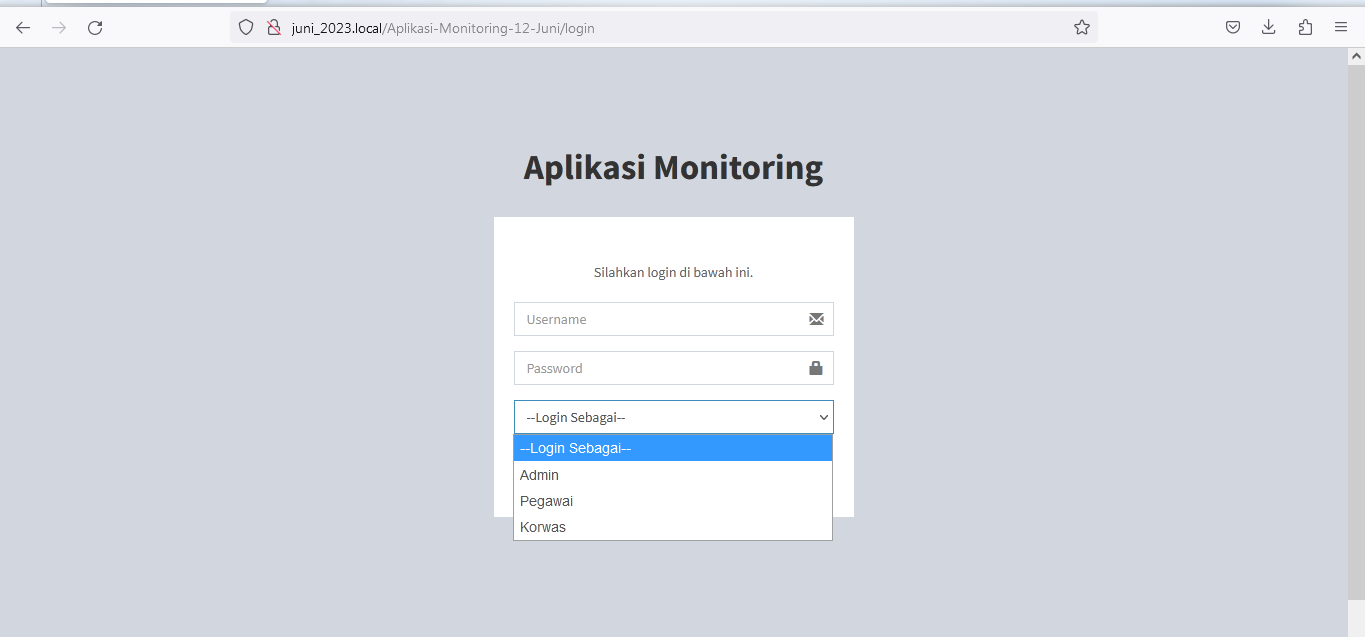 juni_2023.local/Aplikasi-Monitoring-12-Juni/login
Aplikasi Monitoring
Silahkan login di bawah ini.
Username
Password
--Login Sebagai--
--Login Sebagai--
Admin
Pegawai
Korwas